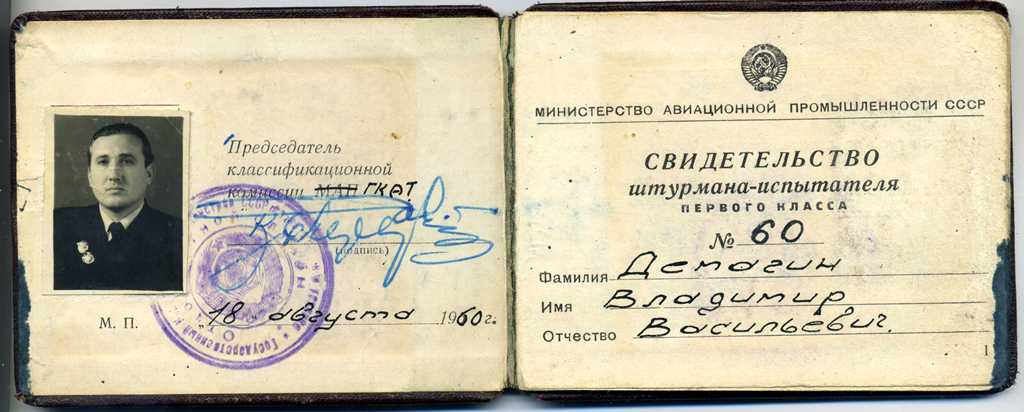 Председатель
классификационной
комиссии МАП ГКАТ
(подпись)
М. П.
18 августа 1960г.
МИНИСТЕРСТВО АВИАЦИОННОЙ ПРОМЫШЛЕННОСТИ СССР
СВИДЕТЕЛЬСТВО
штурмана-испытателя
ПЕРВОГО КЛАССА
№ 60
Фамилия Демагин
Имя Владимир
Отчество Васильевич.
1